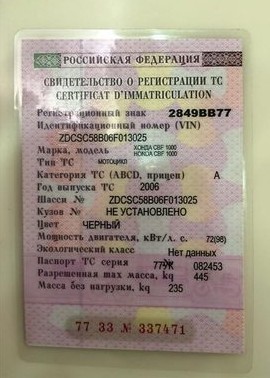 РОССИЙСКАЯ ФЕДЕРАЦИЯ
СВИДЕТЕЛЬСТВО О РЕГИСТРАЦИИ ТС
CERTIFICAT D'IMMATRICULATION
Регистрационный знак 2849ВВ77
Идентификационный номер (VIN)
ZDCSC58B06F013025
Марка, модель ХОНДА CBF 1000
HONDA CBF 1000
Тип ТС мотоцикл
Категория ТС (ABCD, прицеп) A
Год выпуска ТС 2006
Шасси № ZDCSC58B06F013025
Кузов № НЕ УСТАНОВЛЕНО
Цвет ЧЕРНЫЙ
Мощность двигателя, кВт/л. с. 72(98)
Экологический класс Нет данных
Паспорт ТС серия 082453
Разрешенная max масса, kg 445
Масса без нагрузки, kg 235
77 33 № 337471